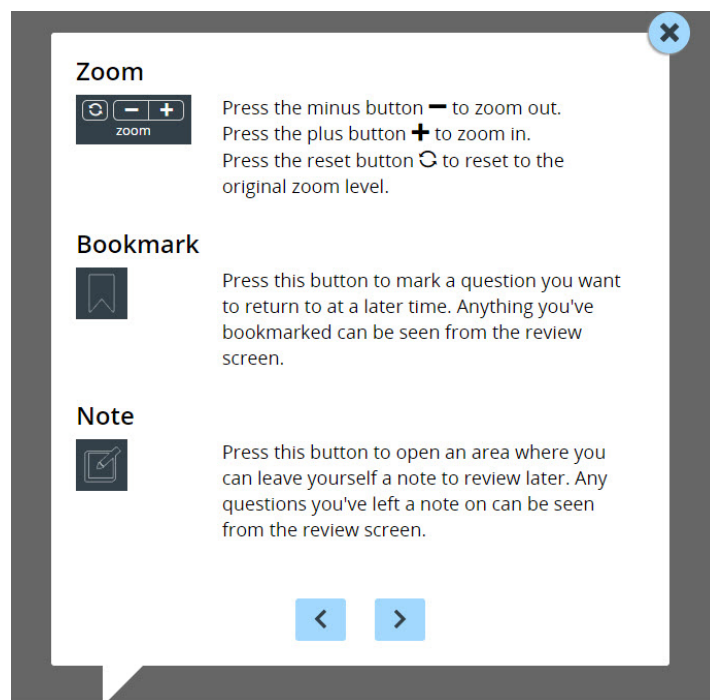 Zoom
zoom
Press the minus button to zoom out.
Press the plus button to zoom in.
Press the reset button to reset to the
original zoom level.
Bookmark
Press this button to mark a question you want
to return to at a later time. Anything you've
bookmarked can be seen from the review
screen.
Note
Press this button to open an area where you
can leave yourself a note to review later. Any
questions you've left a note on can be seen
from the review screen.